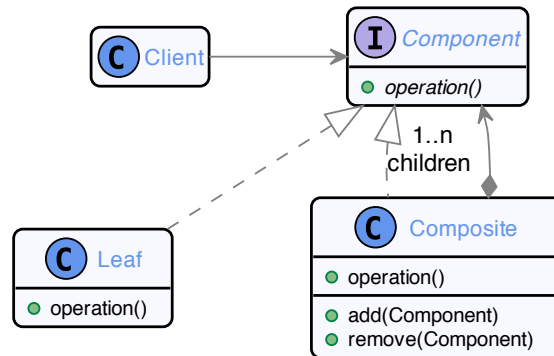 C Client
I Component
operation()
1..n
children
C Leaf
operation()
C Composite
operation()
add(Component)
remove(Component)